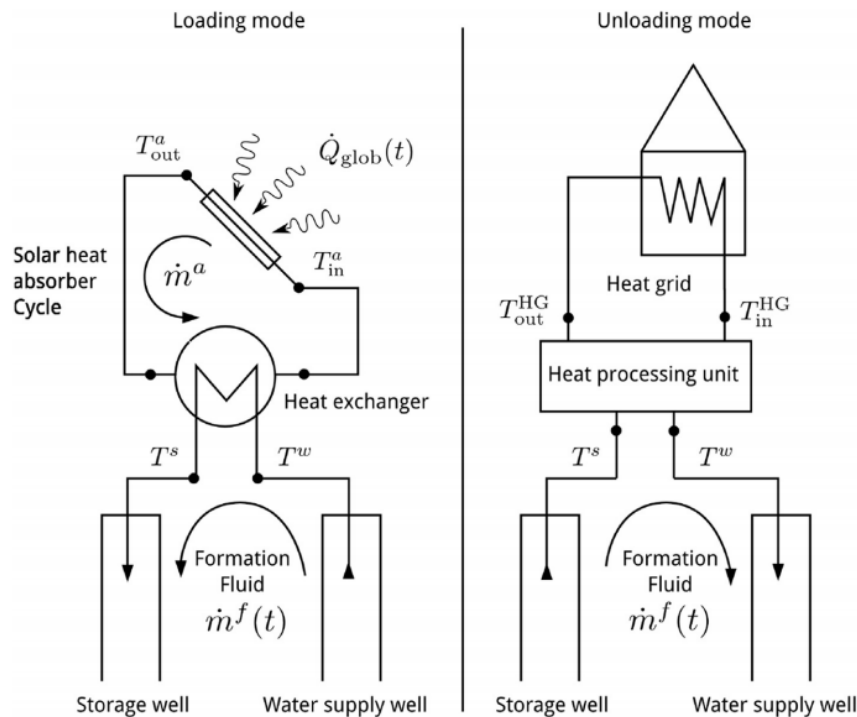 Loading mode
Unloading mode
T^a_out
Q̇_glob(t)
Solar heat
absorber
Cycle
ṁ^a
T^a_in
Heat exchanger
T^s
T^w
Formation
Fluid
ṁ^f(t)
Storage well
Water supply well
Heat grid
T^HG_out
T^HG_in
Heat processing unit
T^s
T^w
Formation
Fluid
ṁ^f(t)
Storage well
Water supply well